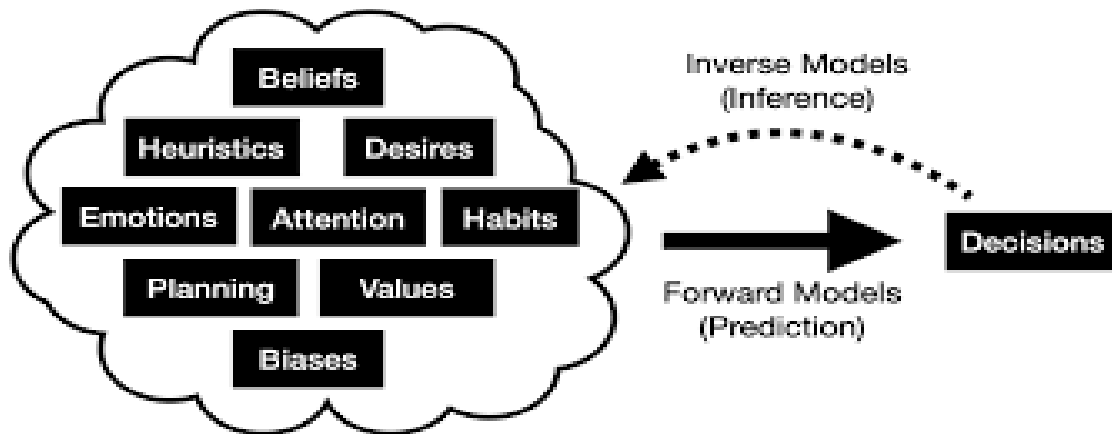 Beliefs
Heuristics Desires
Emotions Attention Habits
Planning Values
Biases
Inverse Models
(Inference)
Forward Models
(Prediction)
Decisions